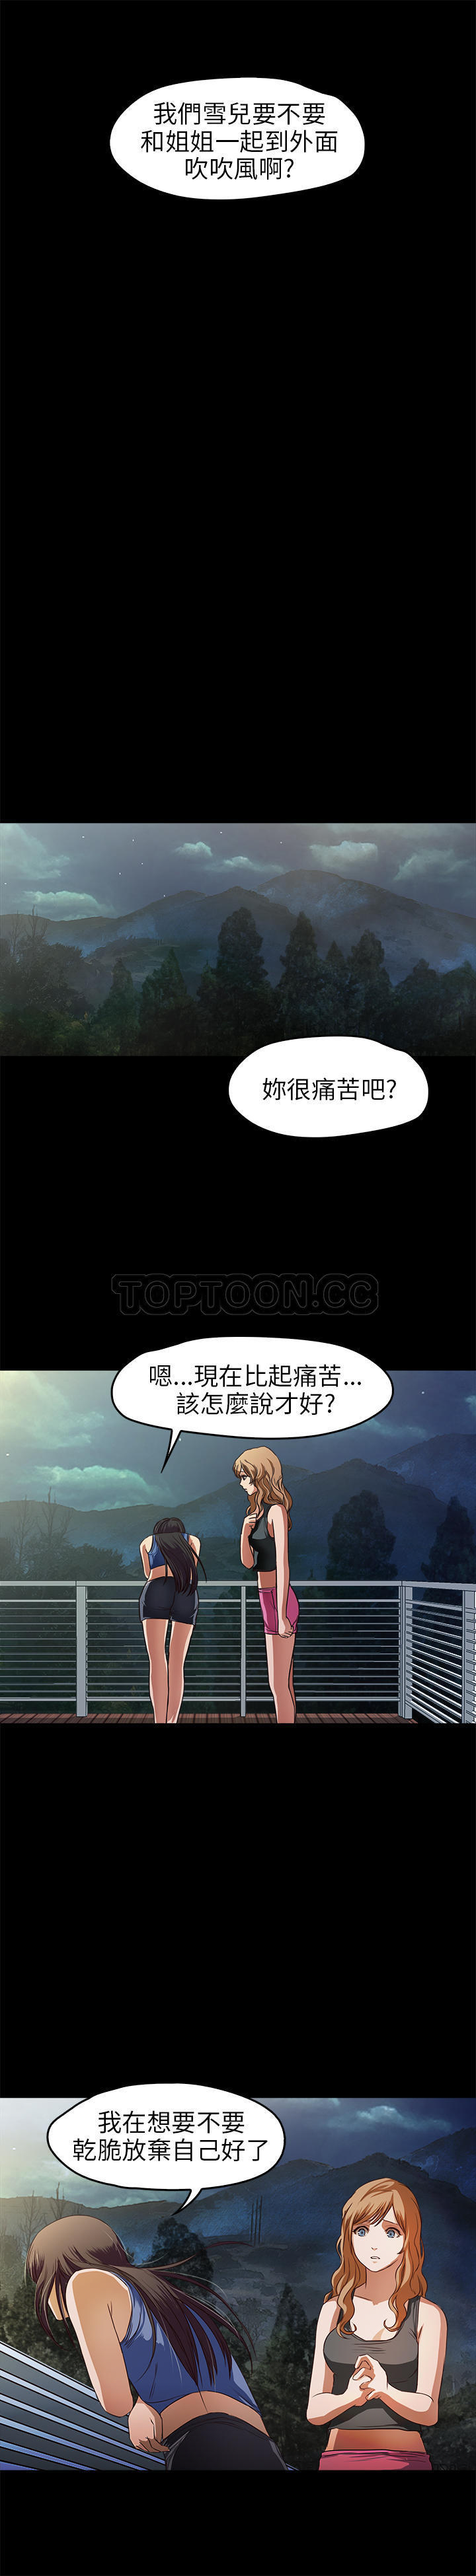 我們雪兒要不要
和姐姐一起到外面
吹吹風啊?
妳很痛苦吧?
TOPTOON.CC
嗯...現在比起痛苦...
該怎麼說才好?
我在想要不要
乾脆放棄自己好了